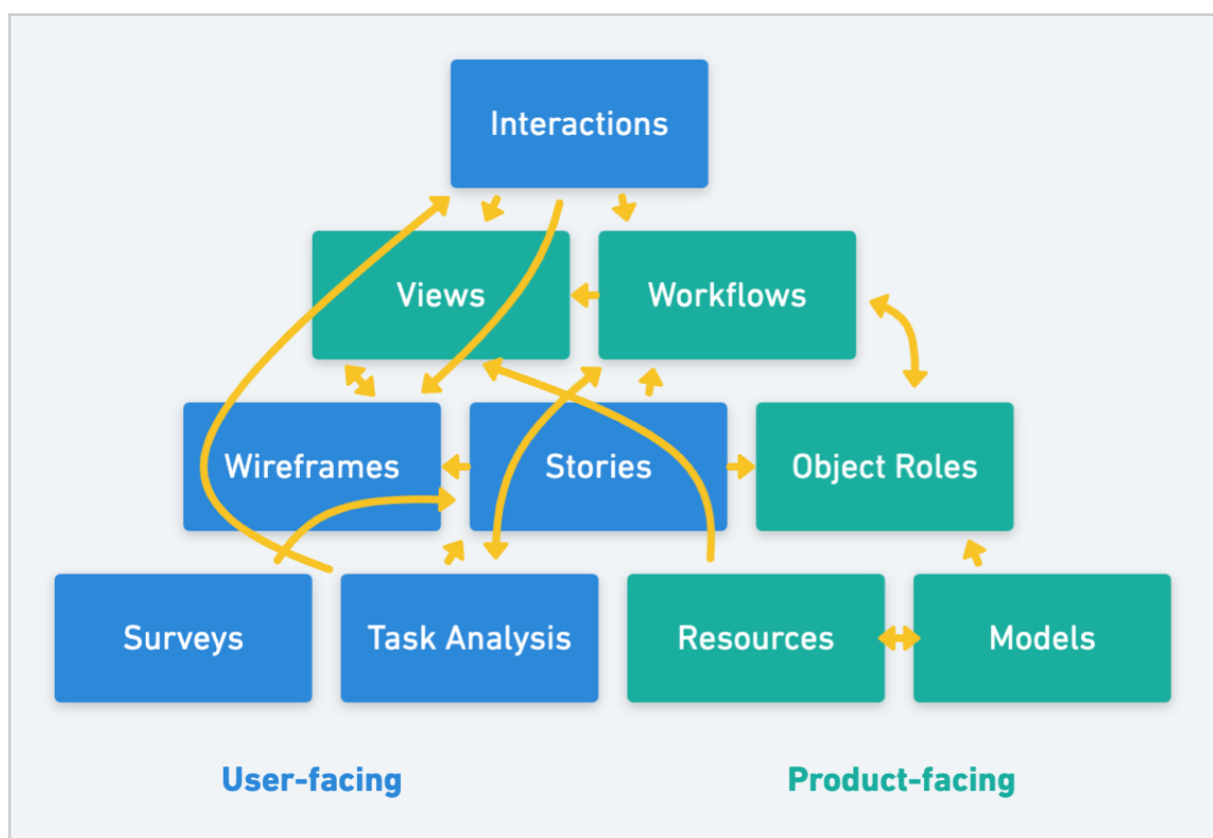 Interactions
Views
Workflows
Wireframes
Stories
Object Roles
Surveys
Task Analysis
Resources
Models
User-facing
Product-facing